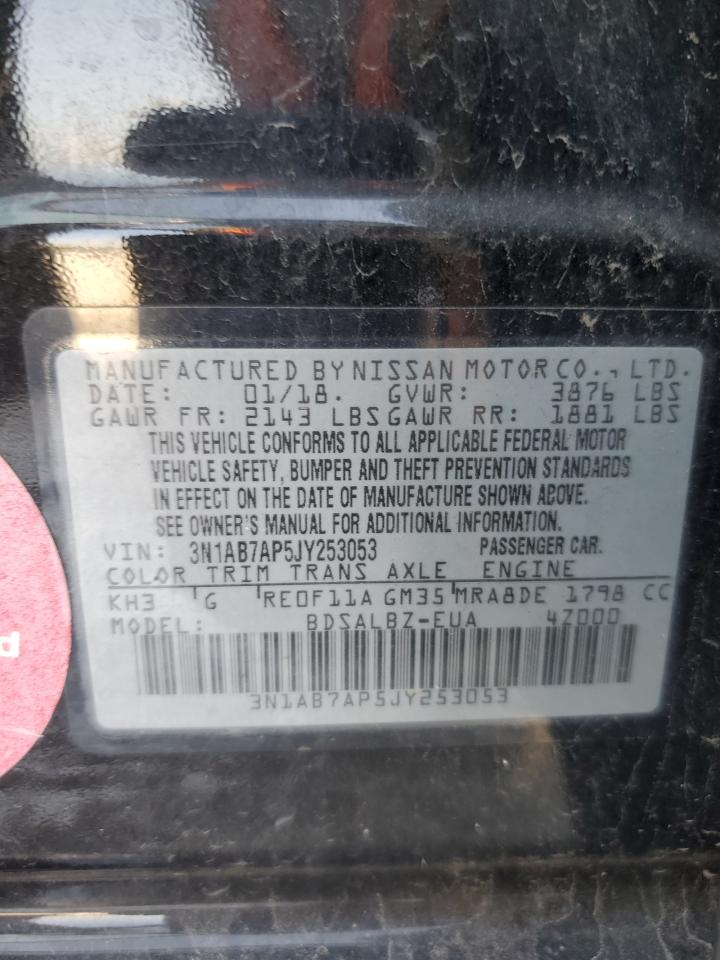 MANUFACTURED BY NISSAN MOTOR CO., LTD.
DATE: 01/18. GVWR: 3876 LBS
GAWR FR: 2143 LBS GAWR RR: 1881 LBS
THIS VEHICLE CONFORMS TO ALL APPLICABLE FEDERAL MOTOR
VEHICLE SAFETY, BUMPER AND THEFT PREVENTION STANDARDS
IN EFFECT ON THE DATE OF MANUFACTURE SHOWN ABOVE.
SEE OWNER'S MANUAL FOR ADDITIONAL INFORMATION.
VIN: 3N1AB7AP5JY253053 PASSENGER CAR.
COLOR TRIM TRANS AXLE ENGINE
KH3 G RE0F11A GM35 MRA8DE 1798 CC
MODEL: BDSALBZ-EUA 4Z000
3N1AB7AP5JY253053